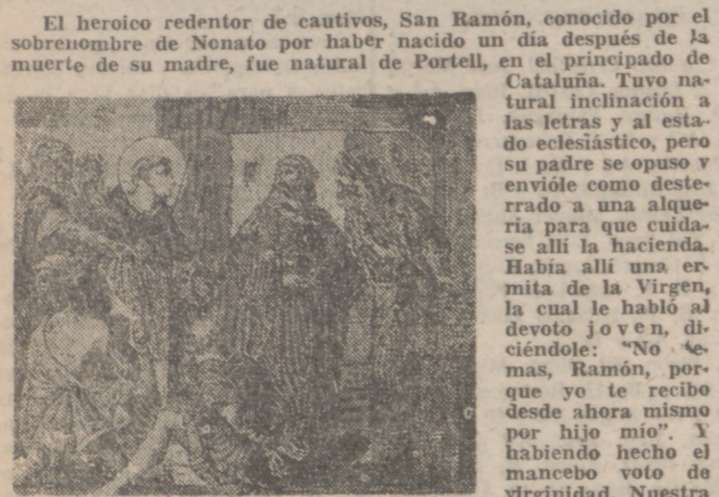 El heroico redentor de cautivos, San Ramón, conocido por el
sobrenombre de Nonato por haber nacido un día después de la
muerte de su madre, fue natural de Portell, en el principado de
Cataluña. Tuvo na-
tural inclinación a
las letras y al esta-
do eclesiástico, pero
su padre se opuso y
envióle como deste-
rrado a una alque-
ría para que cuida-
se allí la hacienda.
Había allí una er-
mita de la Virgen,
la cual le habló al
devoto joven, di-
ciéndole: "No te-
mas, Ramón, por-
que yo te recibo
desde ahora mismo
por hijo mío". Y
habiendo hecho el
mancebo voto de
virginidad, Nuestra